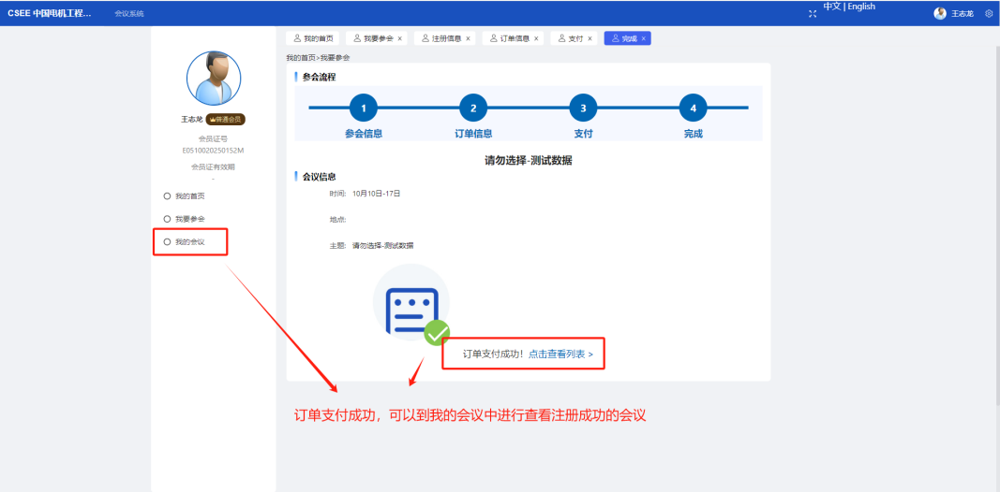 CSEE 中国电机工程... 会议系统 中文 | English 王志龙
我的首页 我要参会 x 注册信息 x 订单信息 x 支付 x 完成 x
我的首页>我要参会
参会流程
1 2 3 4
参会信息 订单信息 支付 完成
王志龙 普通会员
会员证号
E0510020250152M
会员证有效期
-
我的首页
我要参会
我的会议
请勿选择-测试数据
会议信息
时间: 10月10日-17日
地点:
主题: 请勿选择-测试数据
订单支付成功! 点击查看列表 >
订单支付成功，可以到我的会议中进行查看注册成功的会议